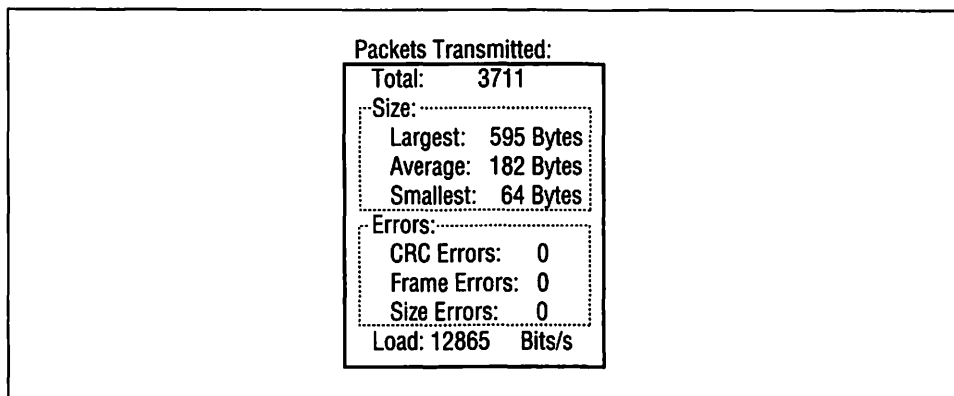 Packets Transmitted:
Total: 3711
Size:
Largest: 595 Bytes
Average: 182 Bytes
Smallest: 64 Bytes
Errors:
CRC Errors: 0
Frame Errors: 0
Size Errors: 0
Load: 12865 Bits/s